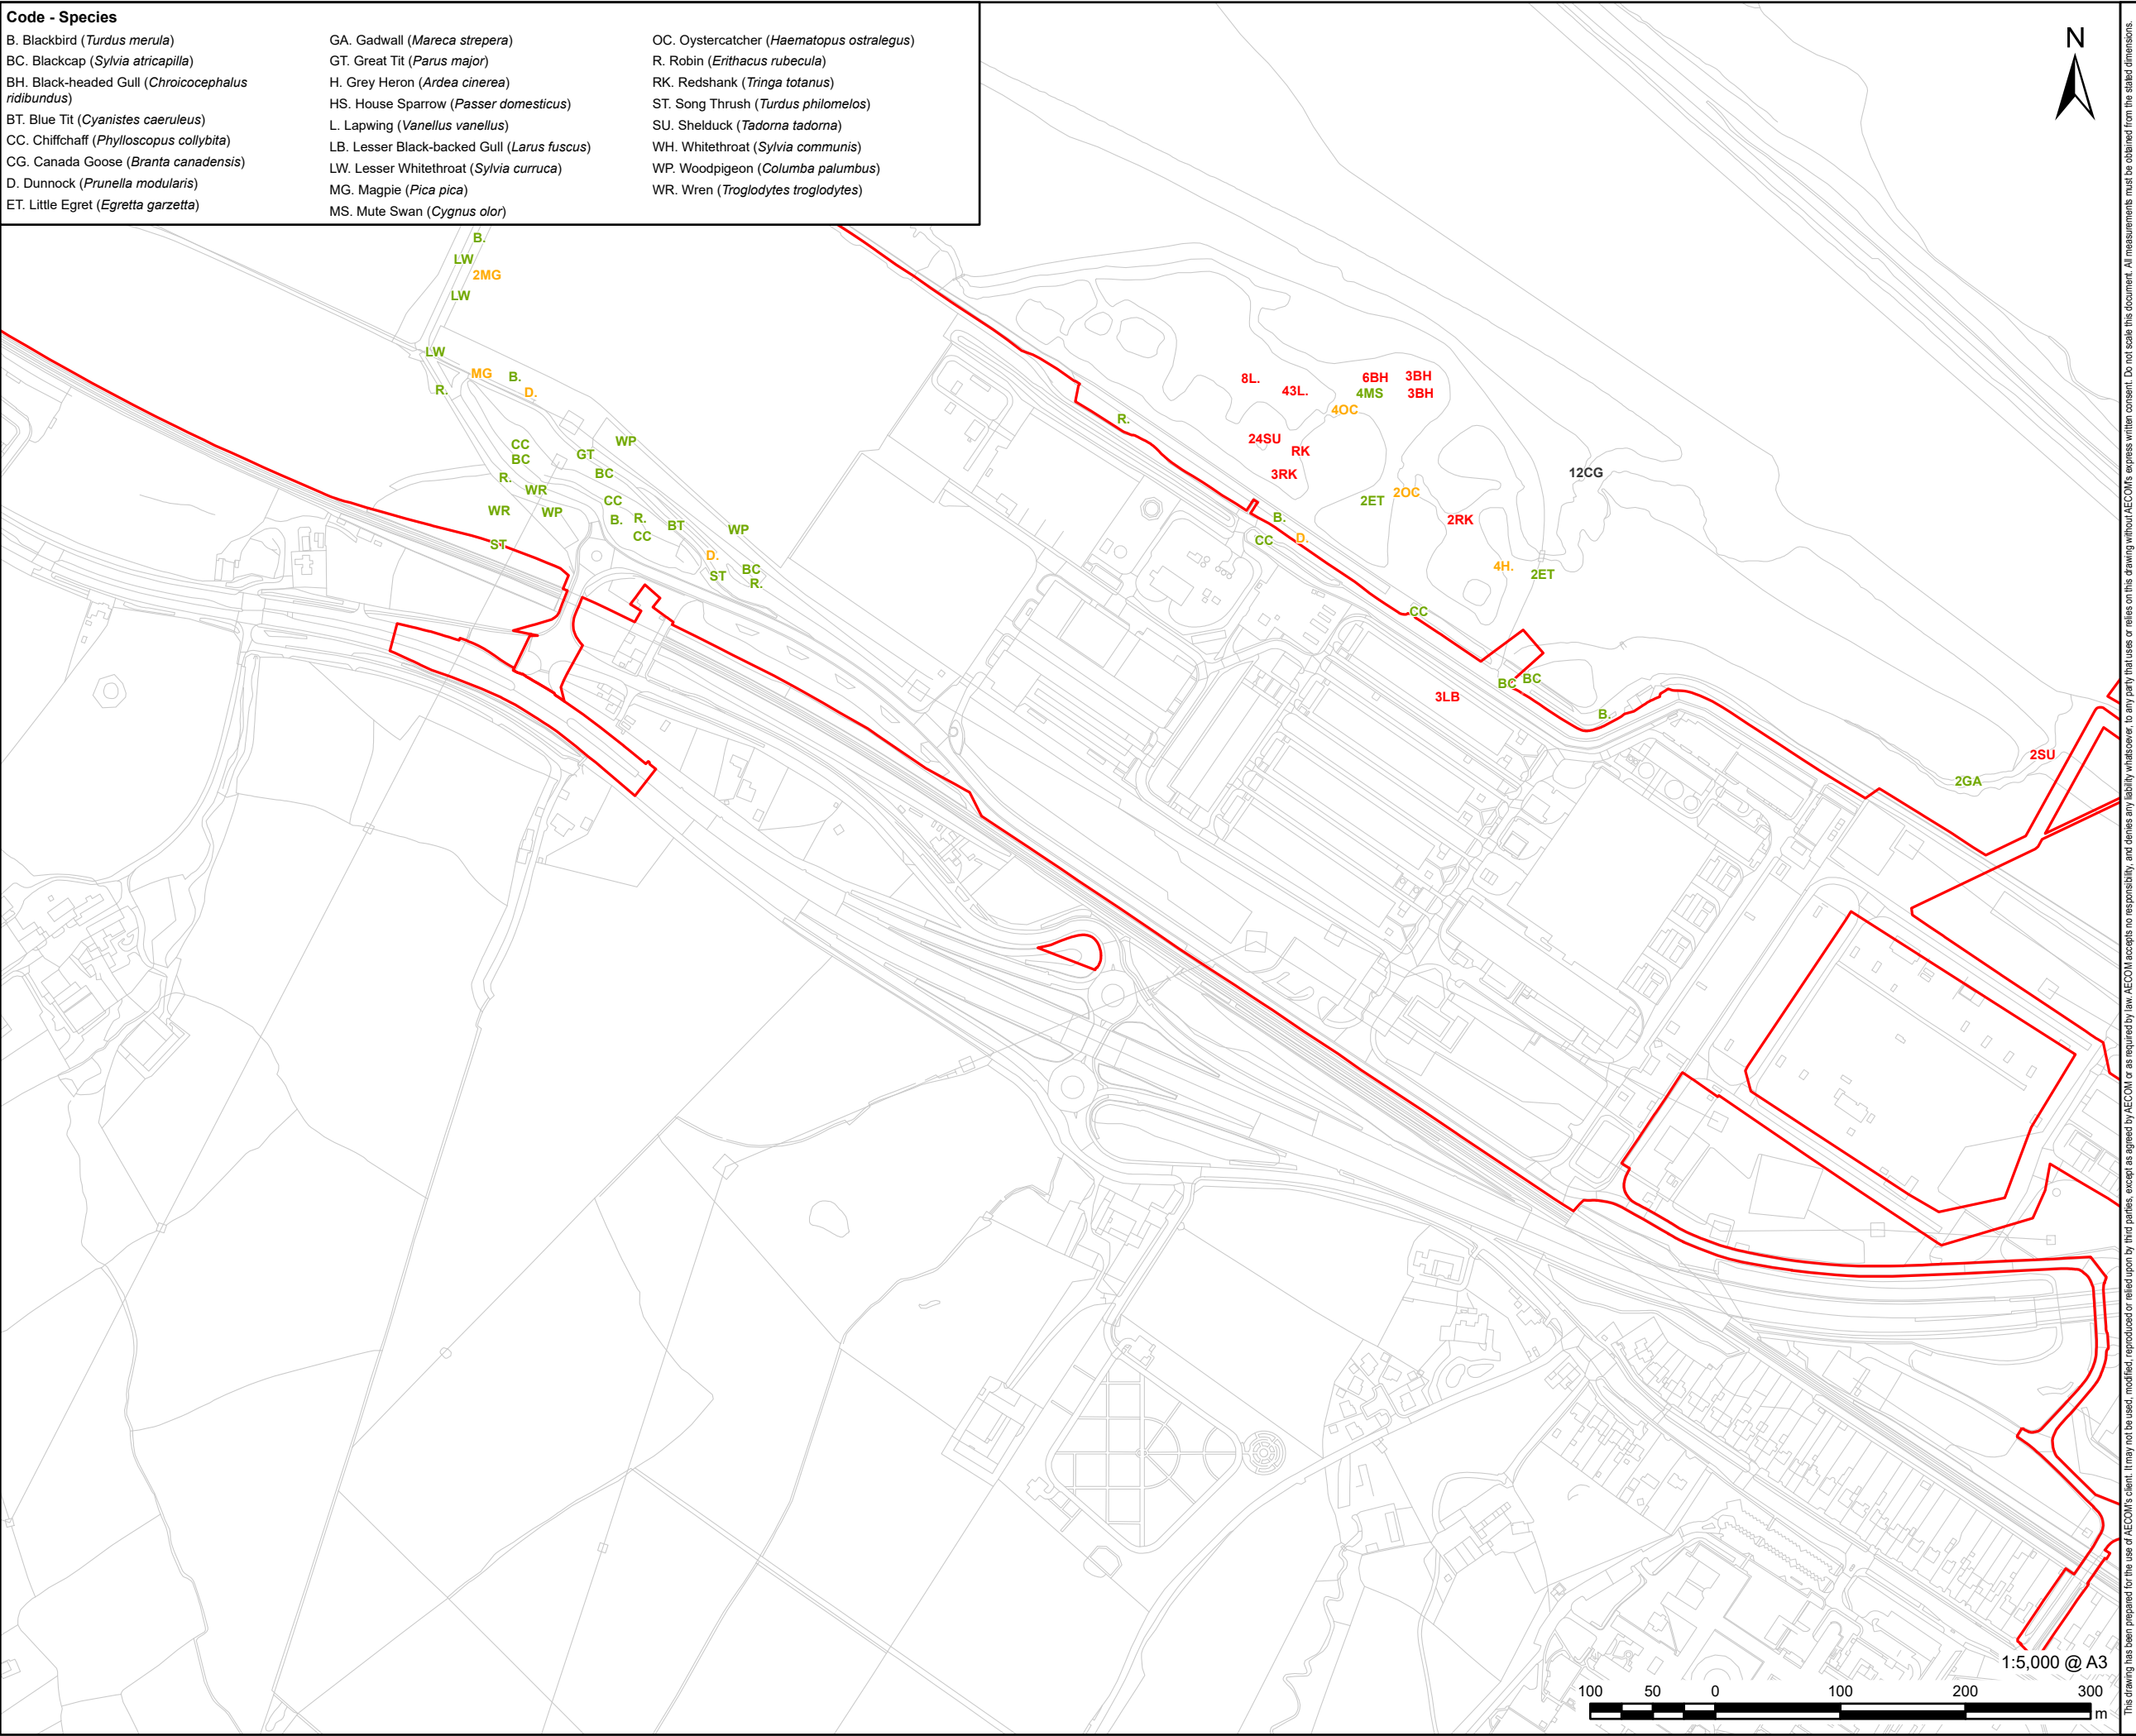 Code - Species
B. Blackbird (Turdus merula)
BC. Blackcap (Sylvia atricapilla)
BH. Black-headed Gull (Chroicocephalus
ridibundus)
BT. Blue Tit (Cyanistes caeruleus)
CC. Chiffchaff (Phylloscopus collybita)
CG. Canada Goose (Branta canadensis)
D. Dunnock (Prunella modularis)
ET. Little Egret (Egretta garzetta)
GA. Gadwall (Mareca strepera)
GT. Great Tit (Parus major)
H. Grey Heron (Ardea cinerea)
HS. House Sparrow (Passer domesticus)
L. Lapwing (Vanellus vanellus)
LB. Lesser Black-backed Gull (Larus fuscus)
LW. Lesser Whitethroat (Sylvia curruca)
MG. Magpie (Pica pica)
MS. Mute Swan (Cygnus olor)
OC. Oystercatcher (Haematopus ostralegus)
R. Robin (Erithacus rubecula)
RK. Redshank (Tringa totanus)
ST. Song Thrush (Turdus philomelos)
SU. Shelduck (Tadorna tadorna)
WH. Whitethroat (Sylvia communis)
WP. Woodpigeon (Columba palumbus)
WR. Wren (Troglodytes troglodytes)
N
B.
LW
2MG
LW
LW
MG
B.
D.
R.
CC
BC
GT
WP
BC
R.
WR
CC
WR
WP
B.
R.
CC
BT
WP
ST
D.
ST
BC
R.
8L.
43L.
6BH
3BH
4MS
3BH
4OC
R.
24SU
RK
3RK
12CG
2ET
2OC
2RK
B.
CC
D.
4H.
2ET
CC
BC
BC
3LB
B.
2SU
2GA
1:5,000 @ A3
100 50 0 100 200 300
m
This drawing has been prepared for the use of AECOM's client. It may not be used, modified, reproduced or relied upon by third parties, except as agreed by AECOM or as required by law. AECOM accepts no responsibility, and denies any liability whatsoever, to any party that uses or relies on this drawing without AECOM's express written consent. Do not scale this document. All measurements must be obtained from the stated dimensions.